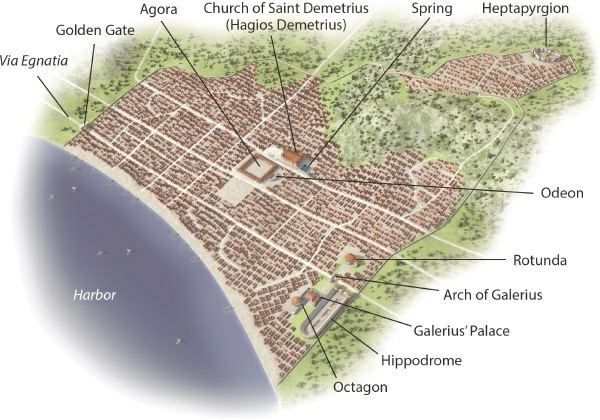 Agora
Church of Saint Demetrius
(Hagios Demetrius)
Spring
Heptapyrgion
Golden Gate
Via Egnatia
Odeon
Rotunda
Arch of Galerius
Harbor
Galerius’ Palace
Hippodrome
Octagon